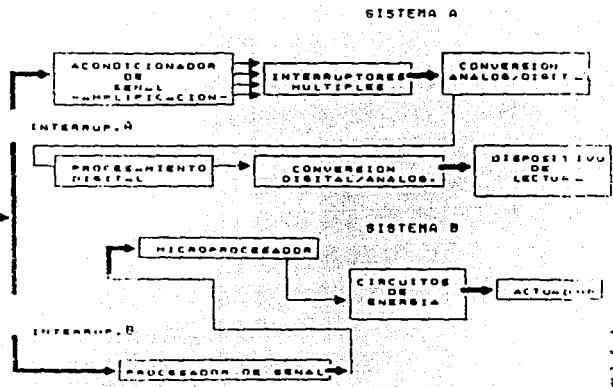 SISTEMA A
ACONDICIONADOR
DE
SEÑAL
-AMPLIFICACION-
INTERRUPTORES
MULTIPLES
CONVERSION
ANALOG/DIGIT
INTERRUP.A
PROCESAMIENTO
DIGITAL
CONVERSION
DIGITAL/ANALOG.
DISPOSITIVO
DE
LECTURA
SISTEMA B
MICROPROCESADOR
CIRCUITOS
DE
ENERGIA
ACTUADOR
INTERRUP.B
PROCESADOR DE SEÑAL